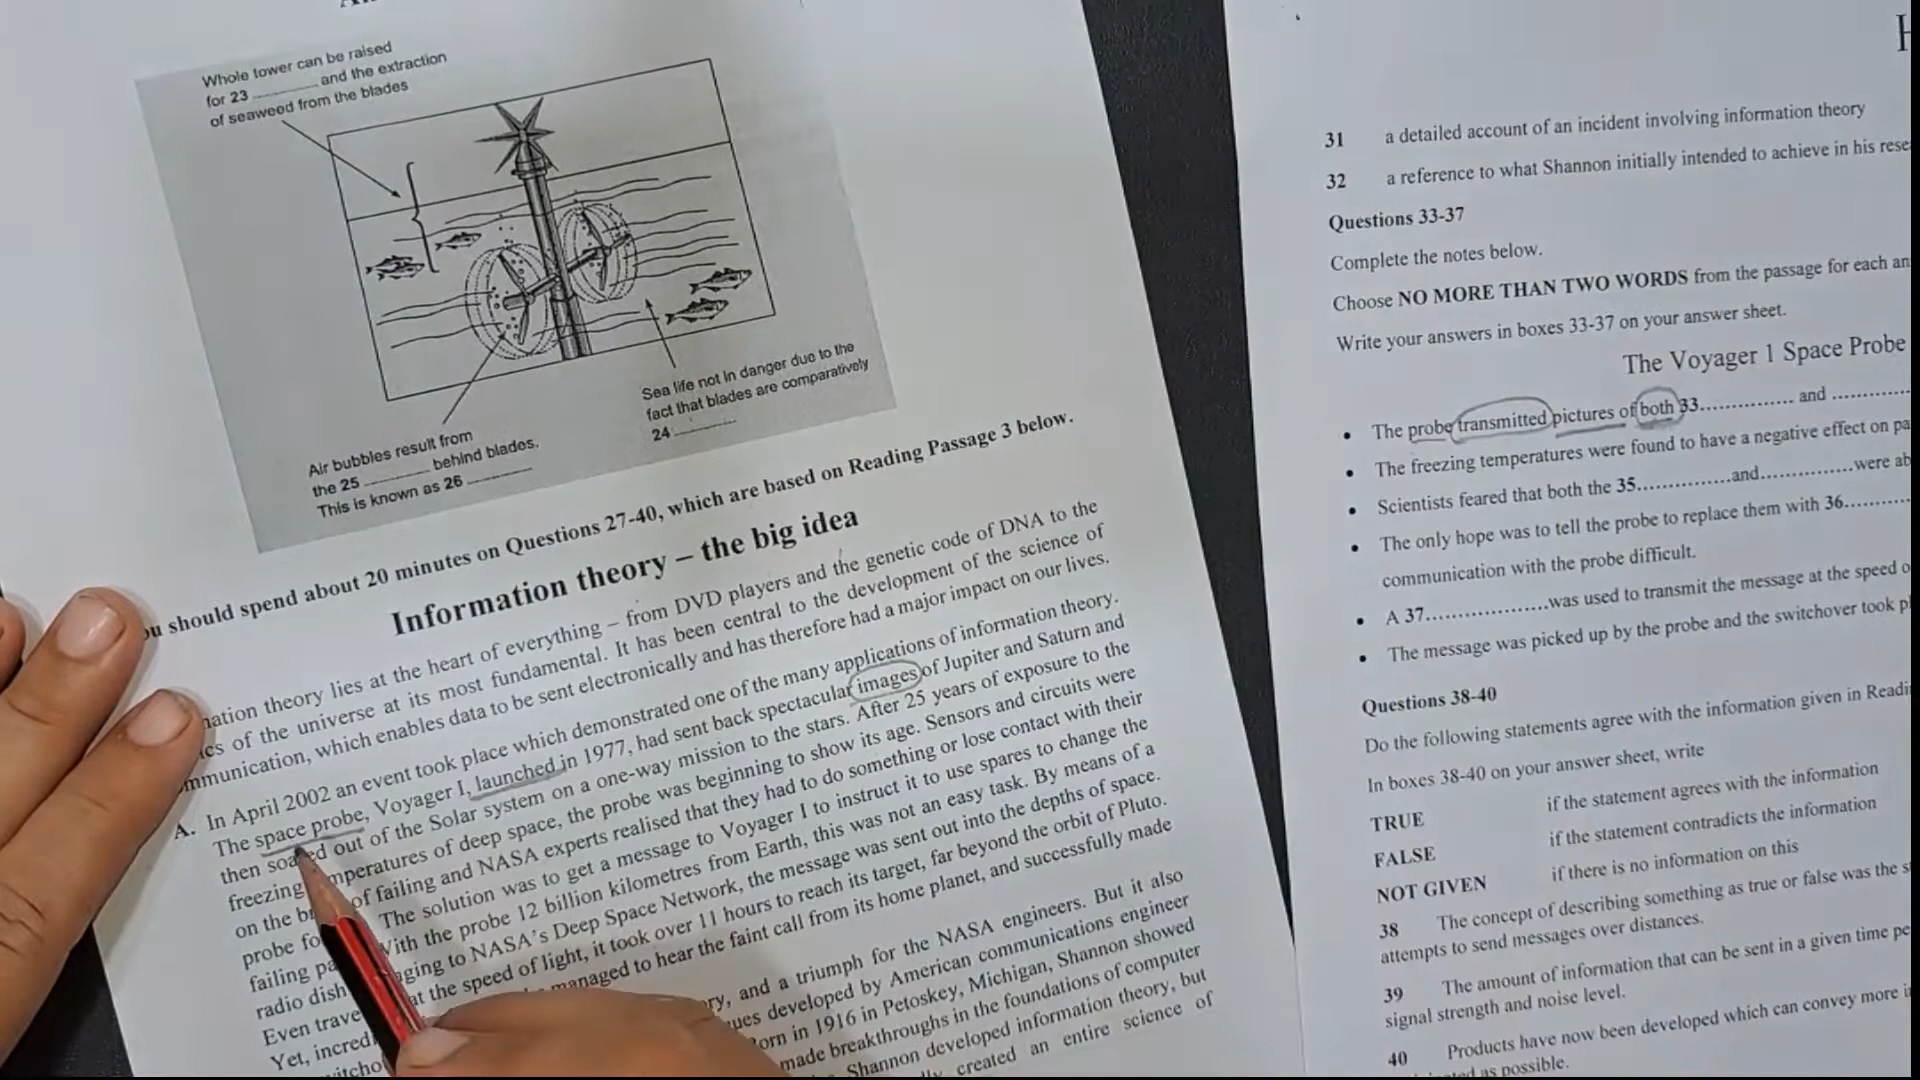 Whole tower can be raised
for 23 ________ and the extraction
of seaweed from the blades
Air bubbles result from
the 25 ________ behind blades.
This is known as 26 ________
Sea life not in danger due to the
fact that blades are comparatively
24 ________
should spend about 20 minutes on Questions 27-40, which are based on Reading Passage 3 below.
Information theory – the big idea
theory lies at the heart of everything – from DVD players and the genetic code of DNA to the
of the universe at its most fundamental. It has been central to the development of the science of
which enables data to be sent electronically and has therefore had a major impact on our lives.
A. In April 2002 an event took place which demonstrated one of the many applications of information theory.
The space probe, Voyager I, launched in 1977, had sent back spectacular images of Jupiter and Saturn and
then soared out of the Solar system on a one-way mission to the stars. After 25 years of exposure to the
freezing temperatures of deep space, the probe was beginning to show its age. Sensors and circuits were
on the of failing and NASA experts realised that they had to do something or lose contact with their
probe The solution was to get a message to Voyager I to instruct it to use spares to change the
failing With the probe 12 billion kilometres from Earth, this was not an easy task. By means of a
radio dish to NASA's Deep Space Network, the message was sent out into the depths of space.
Even at the speed of light, it took over 11 hours to reach its target, far beyond the orbit of Pluto.
Yet, managed to hear the faint call from its home planet, and successfully made
and a triumph for the NASA engineers. But it also
developed by American communications engineer
in 1916 in Petoskey, Michigan, Shannon showed
made breakthroughs in the foundations of computer
Shannon developed information theory, but
created an entire science of
31 a detailed account of an incident involving information theory
32 a reference to what Shannon initially intended to achieve in his
Questions 33-37
Complete the notes below.
Choose NO MORE THAN TWO WORDS from the passage for each
Write your answers in boxes 33-37 on your answer sheet.
The Voyager 1 Space Probe
• The probe transmitted pictures of both 33............... and ..........
• The freezing temperatures were found to have a negative effect on
• Scientists feared that both the 35...............and...............were
• The only hope was to tell the probe to replace them with 36..........
communication with the probe difficult.
• A 37...................was used to transmit the message at the speed
• The message was picked up by the probe and the switchover took
Questions 38-40
Do the following statements agree with the information given in
In boxes 38-40 on your answer sheet, write
TRUE if the statement agrees with the information
FALSE if the statement contradicts the information
NOT GIVEN if there is no information on this
38 The concept of describing something as true or false was the
attempts to send messages over distances.
39 The amount of information that can be sent in a given time
signal strength and noise level.
40 Products have now been developed which can convey more
as possible.